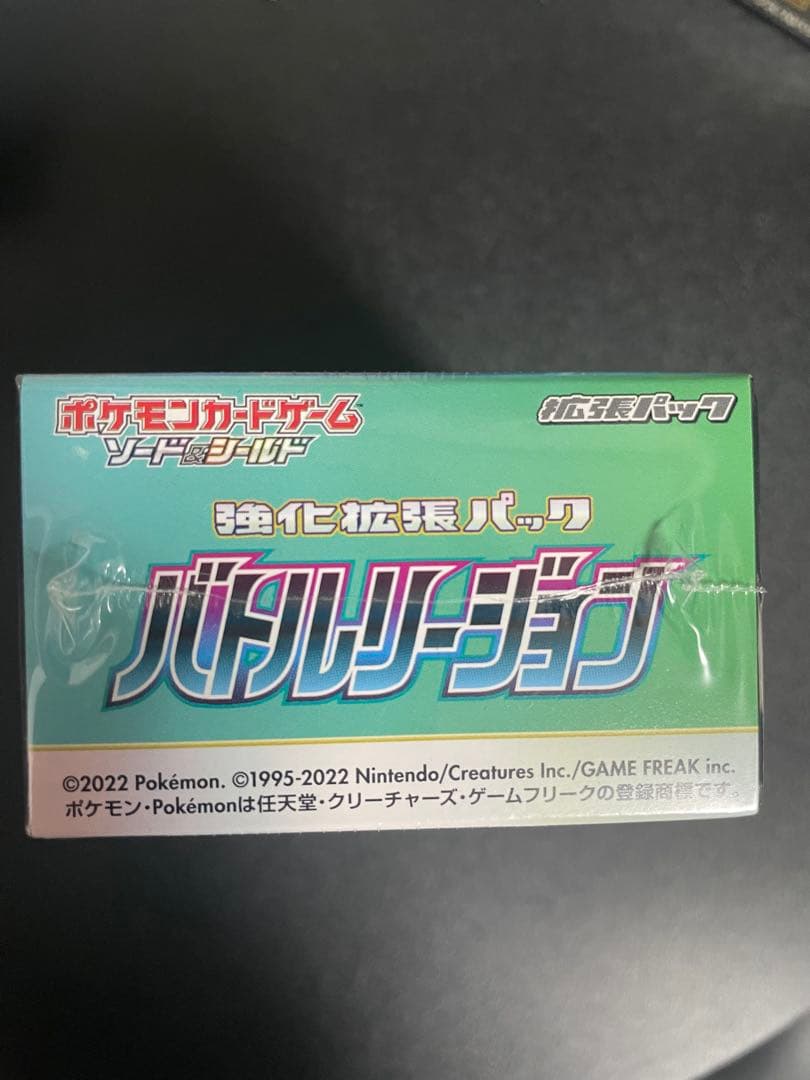 ポケモンカードゲーム
ソード&シールド
拡張パック
強化拡張パック
バトルリージョン
©2022 Pokémon. ©1995-2022 Nintendo/Creatures Inc./GAME FREAK inc.
ポケモン・Pokémonは任天堂・クリーチャーズ・ゲームフリークの登録商標です。